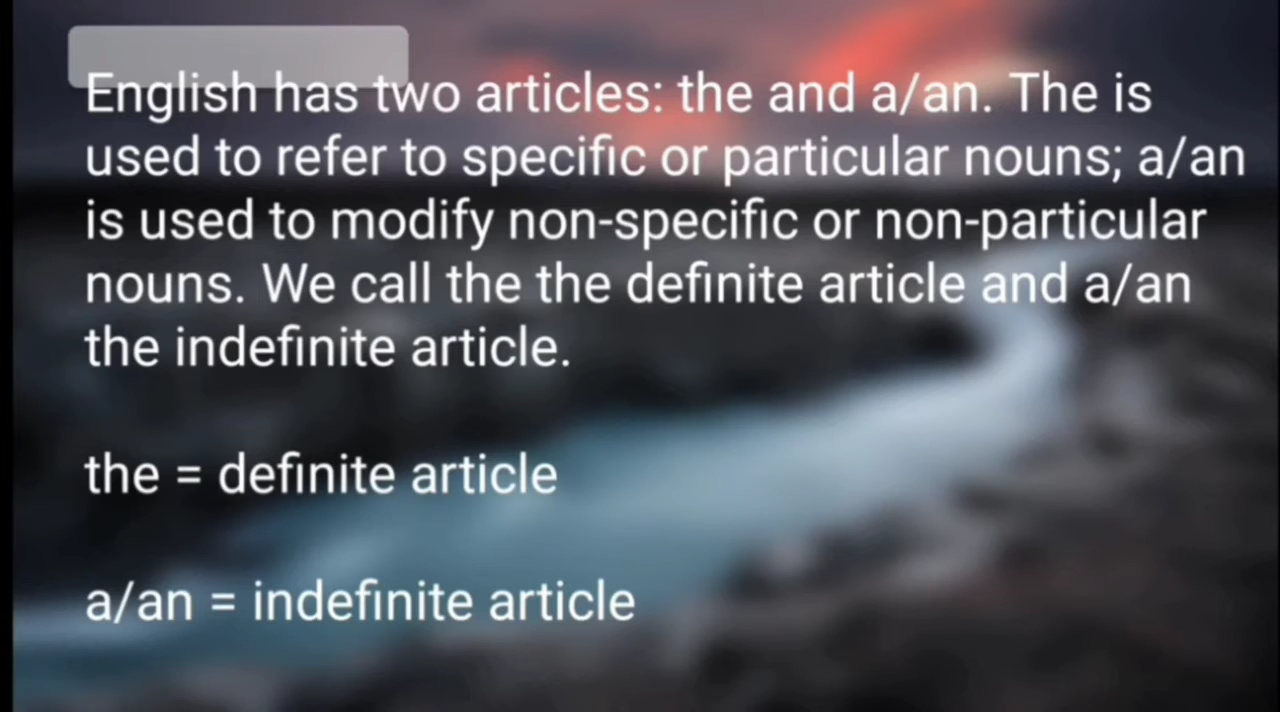 English has two articles: the and a/an. The is
used to refer to specific or particular nouns; a/an
is used to modify non-specific or non-particular
nouns. We call the the definite article and a/an
the indefinite article.
the = definite article
a/an = indefinite article